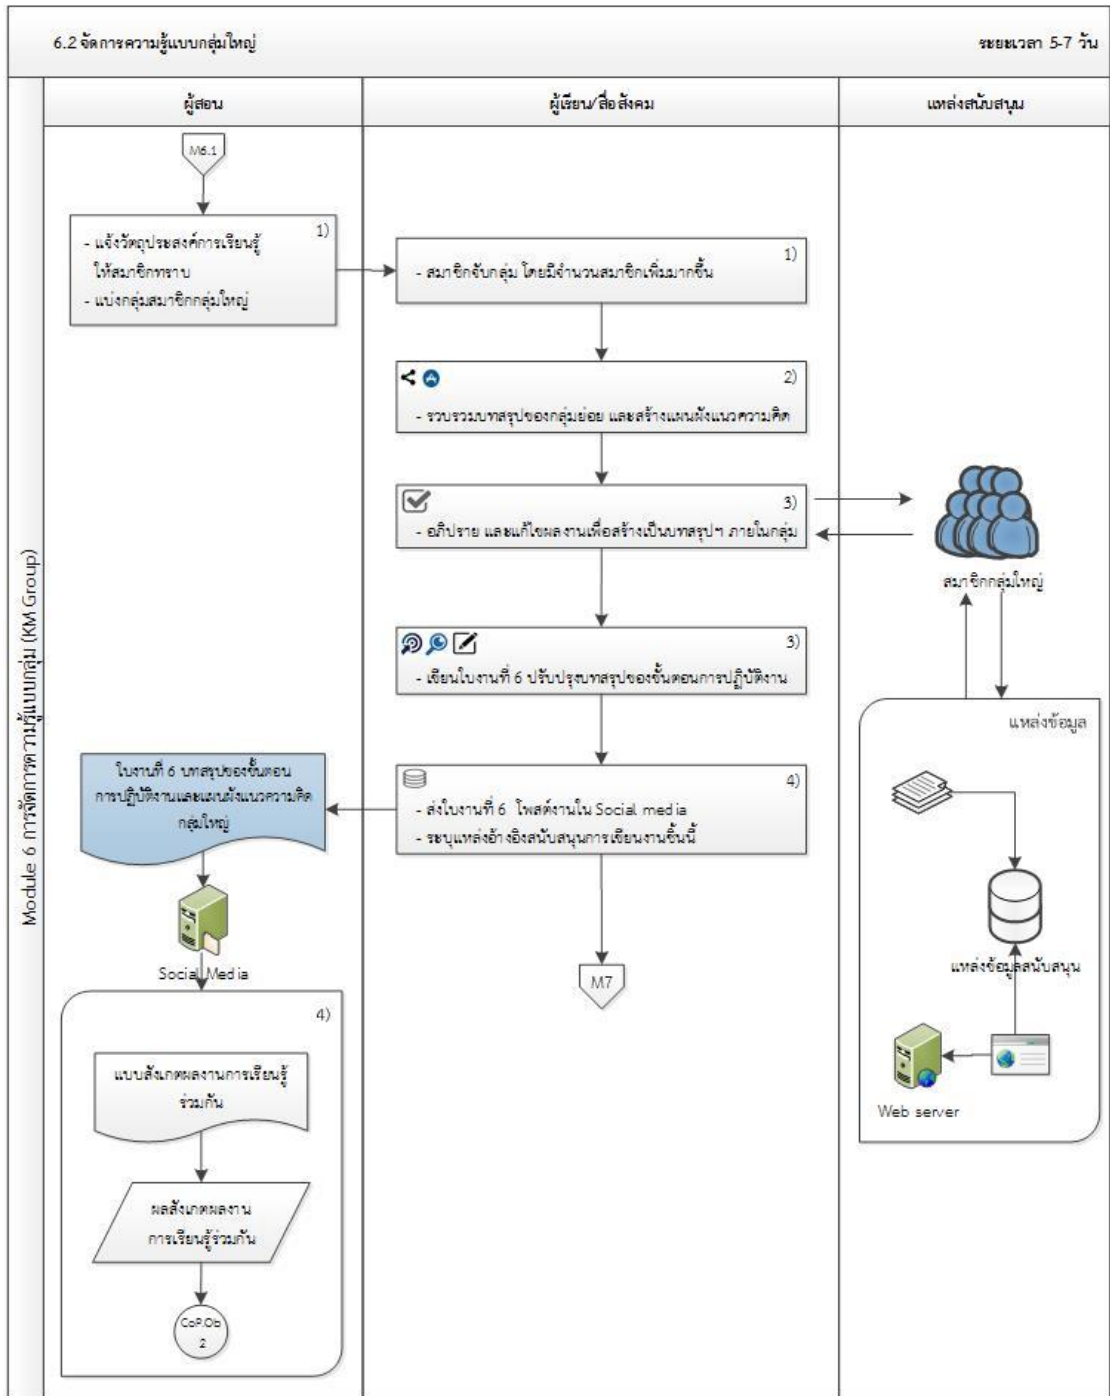 6.2 จัดการความรู้แบบกลุ่มใหญ่
ระยะเวลา 5-7 วัน
Module 6 การจัดการความรู้แบบกลุ่ม (KM Group)
ผู้สอน
ผู้เรียน/สื่อสังคม
แหล่งสนับสนุน
M6.1
1)
- แจ้งวัตถุประสงค์การเรียนรู้
ให้สมาชิกทราบ
- แบ่งกลุ่มสมาชิกกลุ่มใหญ่
1)
- สมาชิกจับกลุ่ม โดยมีจำนวนสมาชิกเพิ่มมากขึ้น
2)
- รวบรวมบทสรุปของกลุ่มย่อย และสร้างแผนผังแนวความคิด
3)
- อภิปราย และแก้ไขผลงานเพื่อสร้างเป็นบทสรุปฯ ภายในกลุ่ม
สมาชิกกลุ่มใหญ่
3)
- เขียนใบงานที่ 6 ปรับปรุงบทสรุปของขั้นตอนการปฏิบัติงาน
แหล่งข้อมูล
ใบงานที่ 6 บทสรุปของขั้นตอน
การปฏิบัติงานและแผนผังแนวความคิด
กลุ่มใหญ่
4)
- ส่งใบงานที่ 6 โพสต์งานใน Social media
- ระบุแหล่งอ้างอิงสนับสนุนการเขียนงานชิ้นนี้
Social Media
M7
แหล่งข้อมูลสนับสนุน
Web server
4)
แบบสังเกตผลงานการเรียนรู้
ร่วมกัน
ผลสังเกตผลงาน
การเรียนรู้ร่วมกัน
CoP.Ob
2